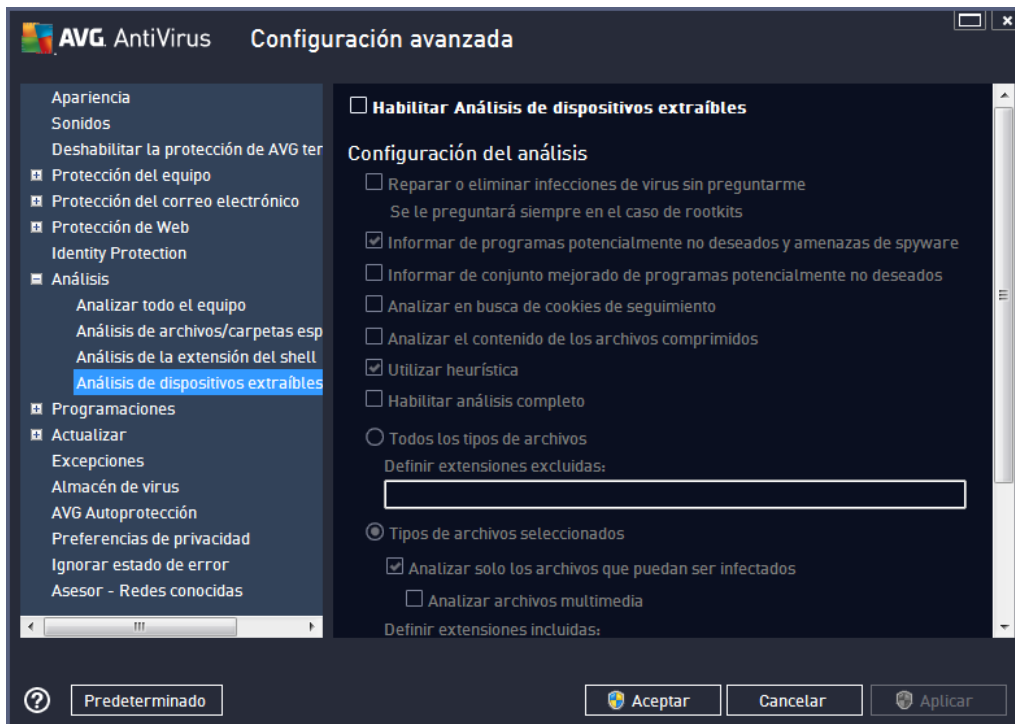 AVG. AntiVirus
Configuración avanzada
Apariencia
Sonidos
Deshabilitar la protección de AVG ter
Protección del equipo
Protección del correo electrónico
Protección de Web
Identity Protection
Análisis
Analizar todo el equipo
Análisis de archivos/carpetas esp
Análisis de la extensión del shell
Análisis de dispositivos extraíbles
Programaciones
Actualizar
Excepciones
Almacén de virus
AVG Autoprotección
Preferencias de privacidad
Ignorar estado de error
Asesor - Redes conocidas
Habilitar Análisis de dispositivos extraíbles
Configuración del análisis
Reparar o eliminar infecciones de virus sin preguntarme
Se le preguntará siempre en el caso de rootkits
Informar de programas potencialmente no deseados y amenazas de spyware
Informar de conjunto mejorado de programas potencialmente no deseados
Analizar en busca de cookies de seguimiento
Analizar el contenido de los archivos comprimidos
Utilizar heurística
Habilitar análisis completo
Todos los tipos de archivos
Definir extensiones excluidas:
Tipos de archivos seleccionados
Analizar solo los archivos que puedan ser infectados
Analizar archivos multimedia
Definir extensiones incluidas:
Predeterminado
Aceptar
Cancelar
Aplicar